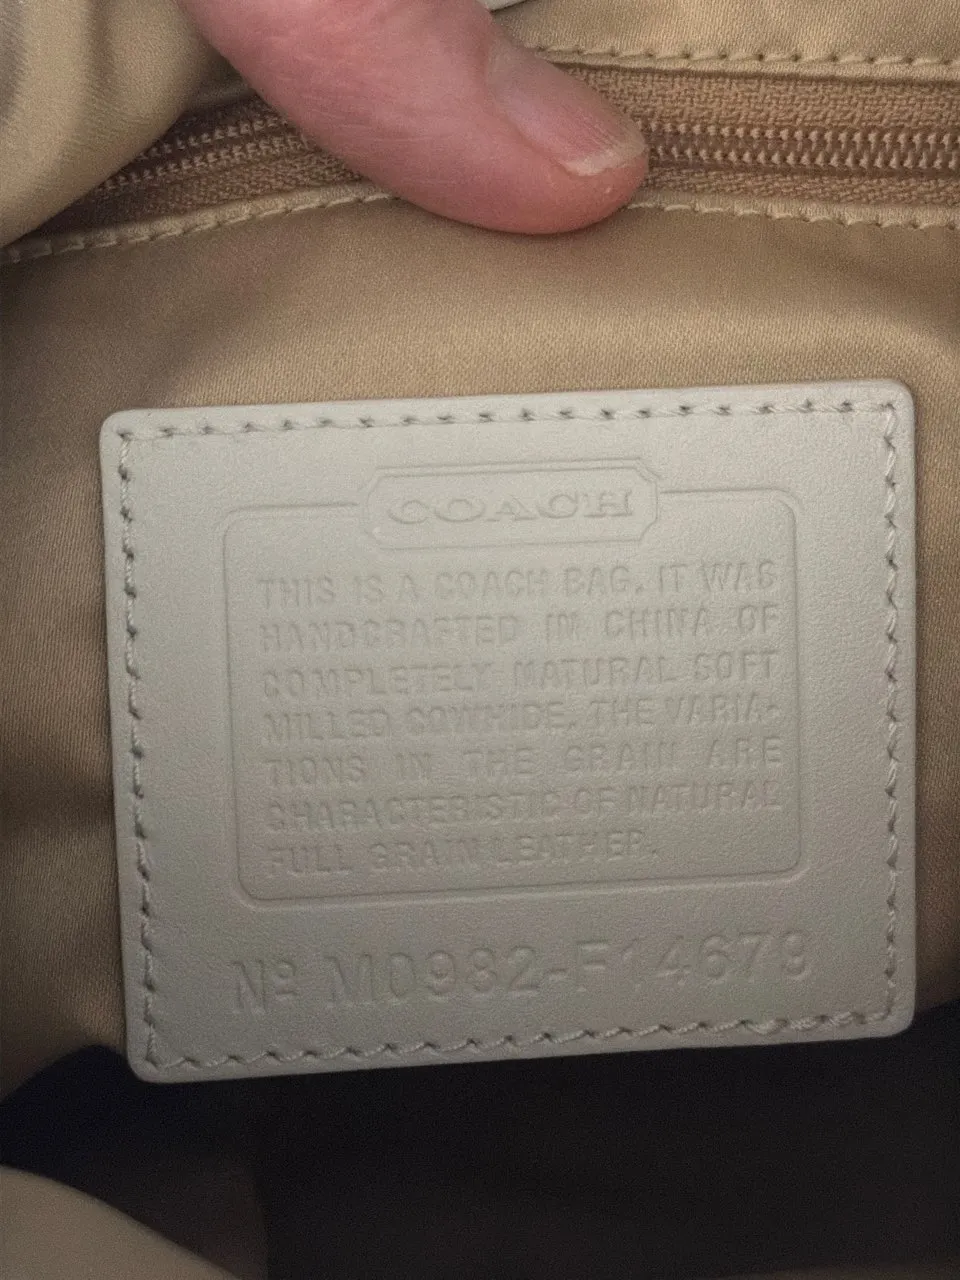 COACH
THIS IS A COACH BAG. IT WAS
HANDCRAFTED IN CHINA OF
COMPLETELY NATURAL SOFT
MILLED COWHIDE. THE VARIA-
TIONS IN THE GRAIN ARE
CHARACTERISTIC OF NATURAL
FULL GRAIN LEATHER.
Nº M0982-F14679